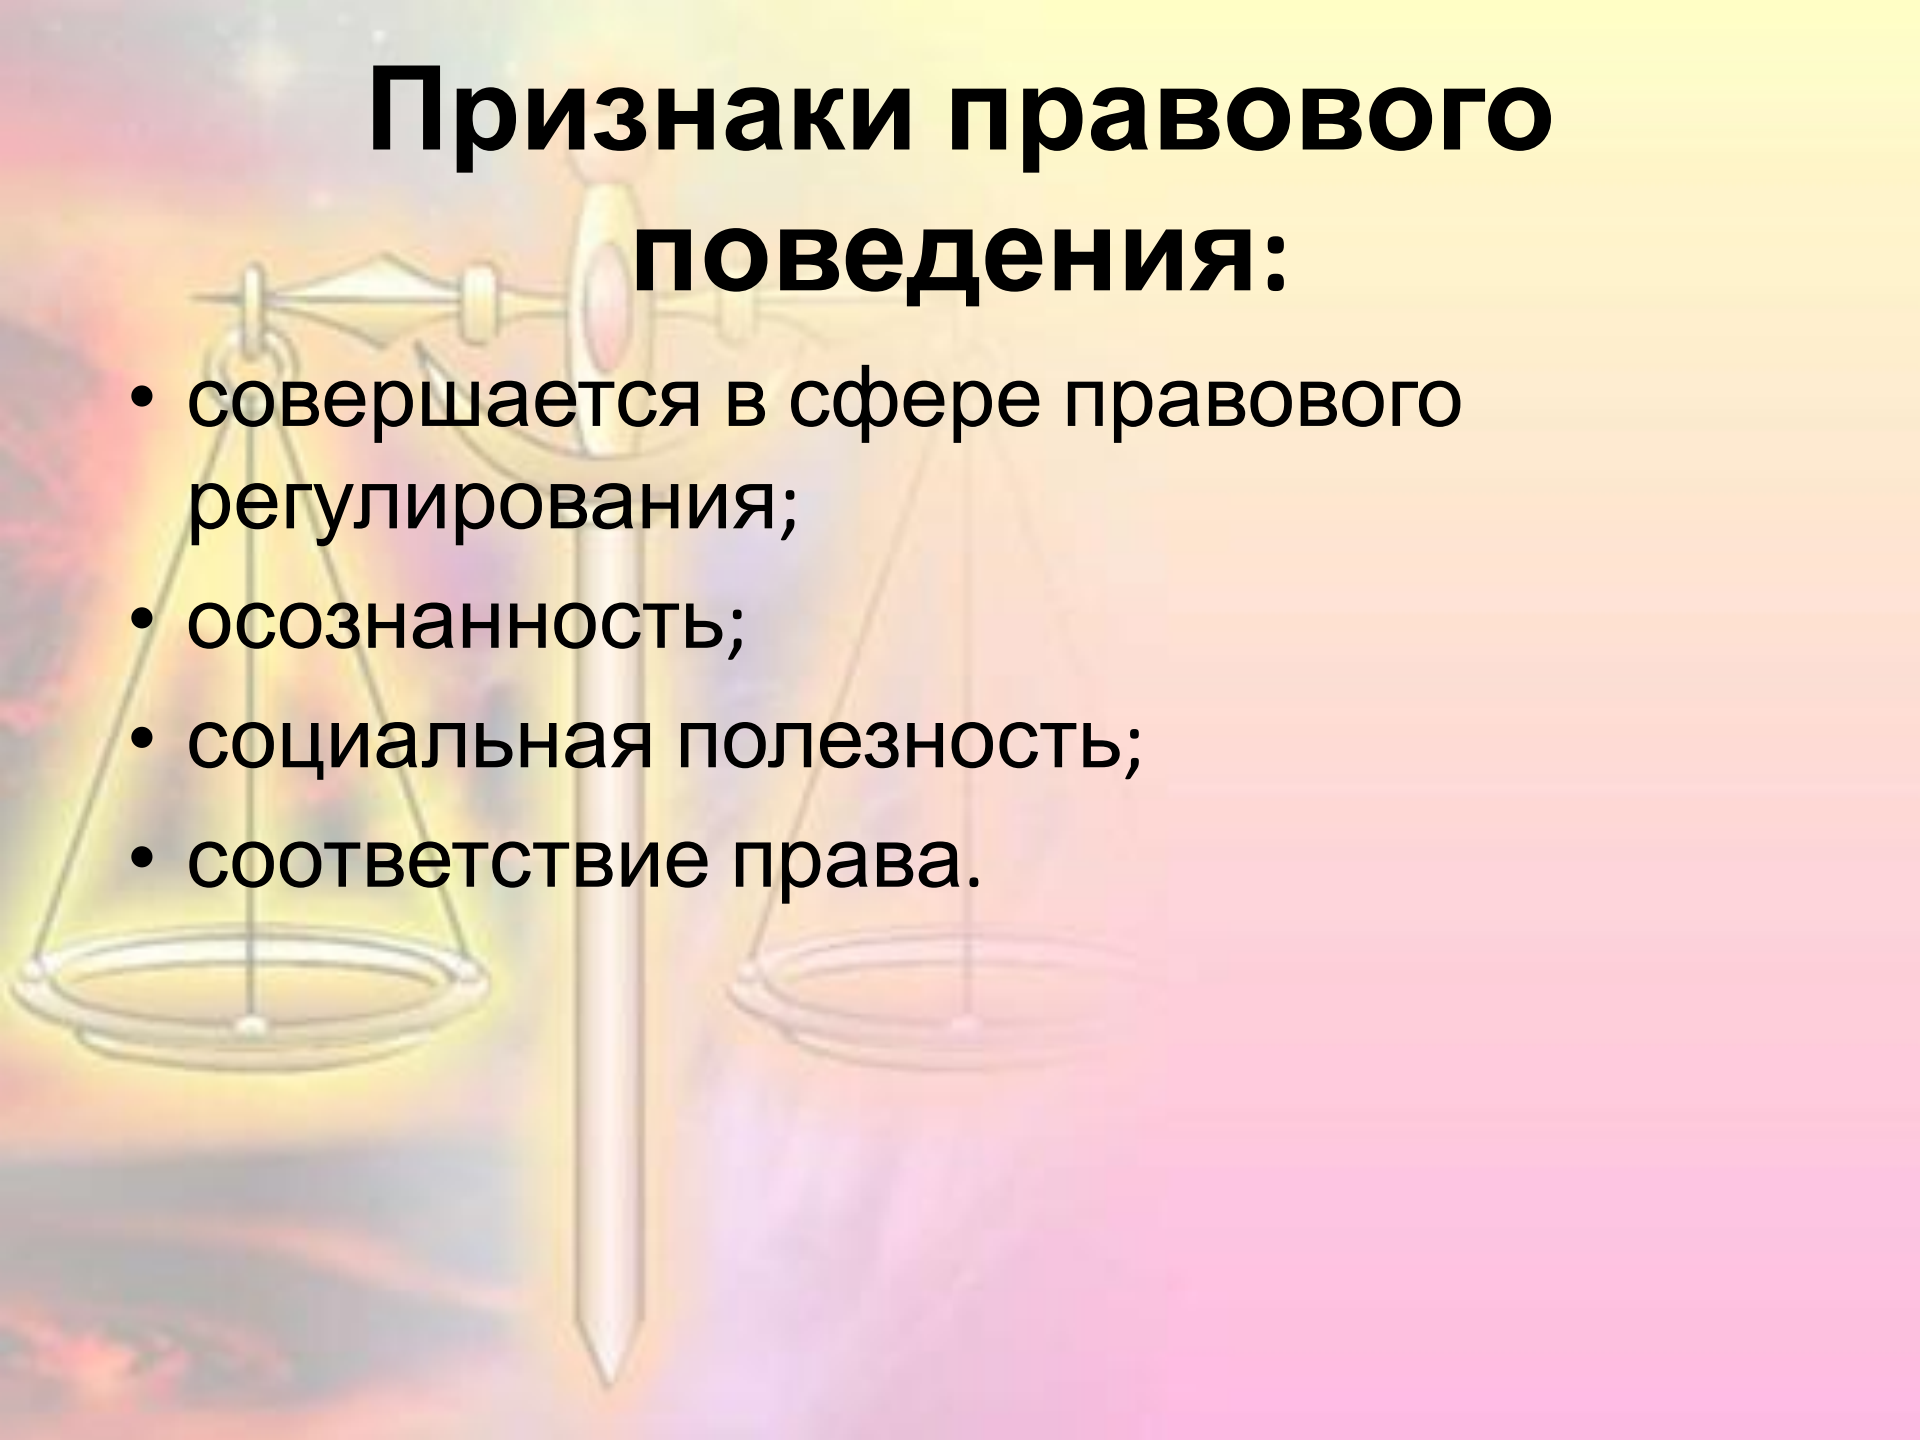 Признаки правового
поведения:
• совершается в сфере правового
регулирования;
• осознанность;
• социальная полезность;
• соответствие права.